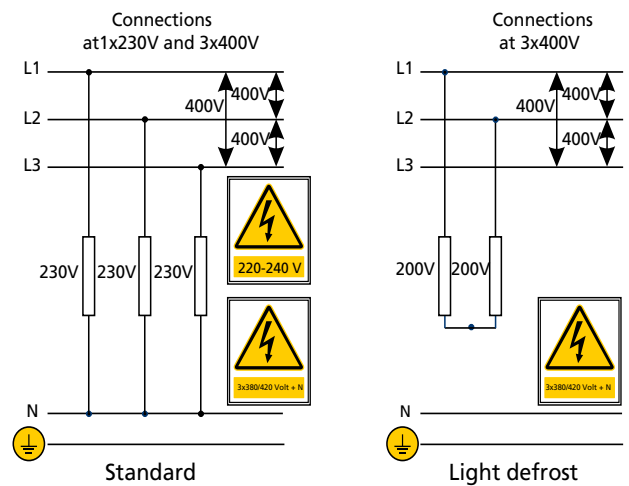 Connections
at1x230V and 3x400V
L1
400V
400V
L2
400V
L3
230V
230V
230V
220-240 V
3x380/420 Volt + N
N
Standard
Connections
at 3x400V
L1
400V
400V
L2
400V
L3
200V
200V
3x380/420 Volt + N
N
Light defrost